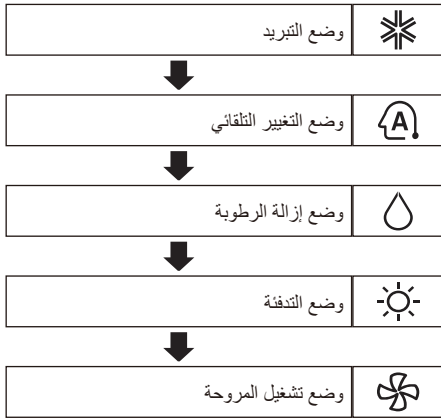 وضع التبريد
A
وضع التغيير التلقائي
وضع إزالة الرطوبة
وضع التدفئة
وضع تشغيل المروحة